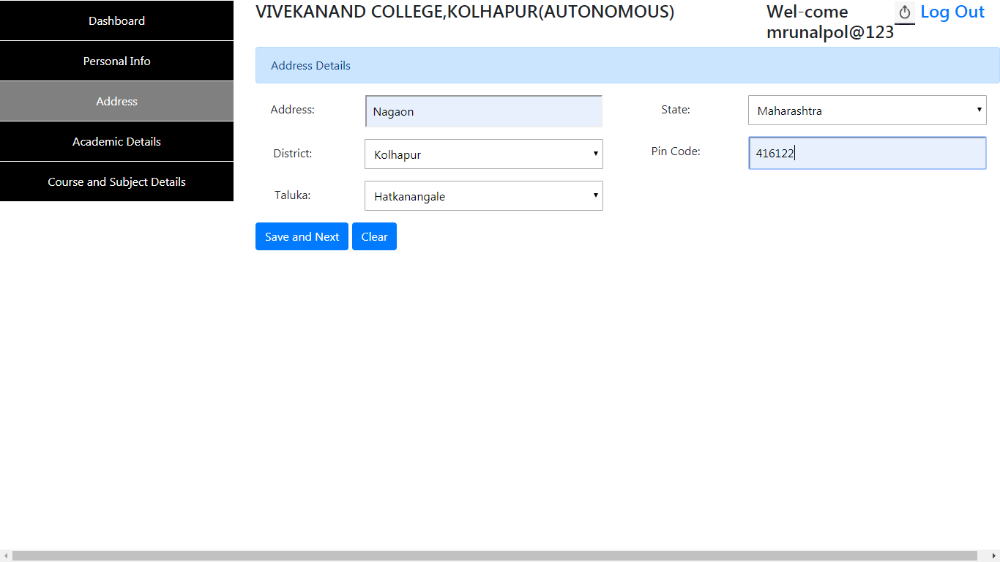 Dashboard
Personal Info
Address
Academic Details
Course and Subject Details
VIVEKANAND COLLEGE,KOLHAPUR(AUTONOMOUS)
Wel-come
mrunalpol@123
Log Out
Address Details
Address:
Nagaon
State:
Maharashtra
District:
Kolhapur
Pin Code:
416122
Taluka:
Hatkanangale
Save and Next
Clear